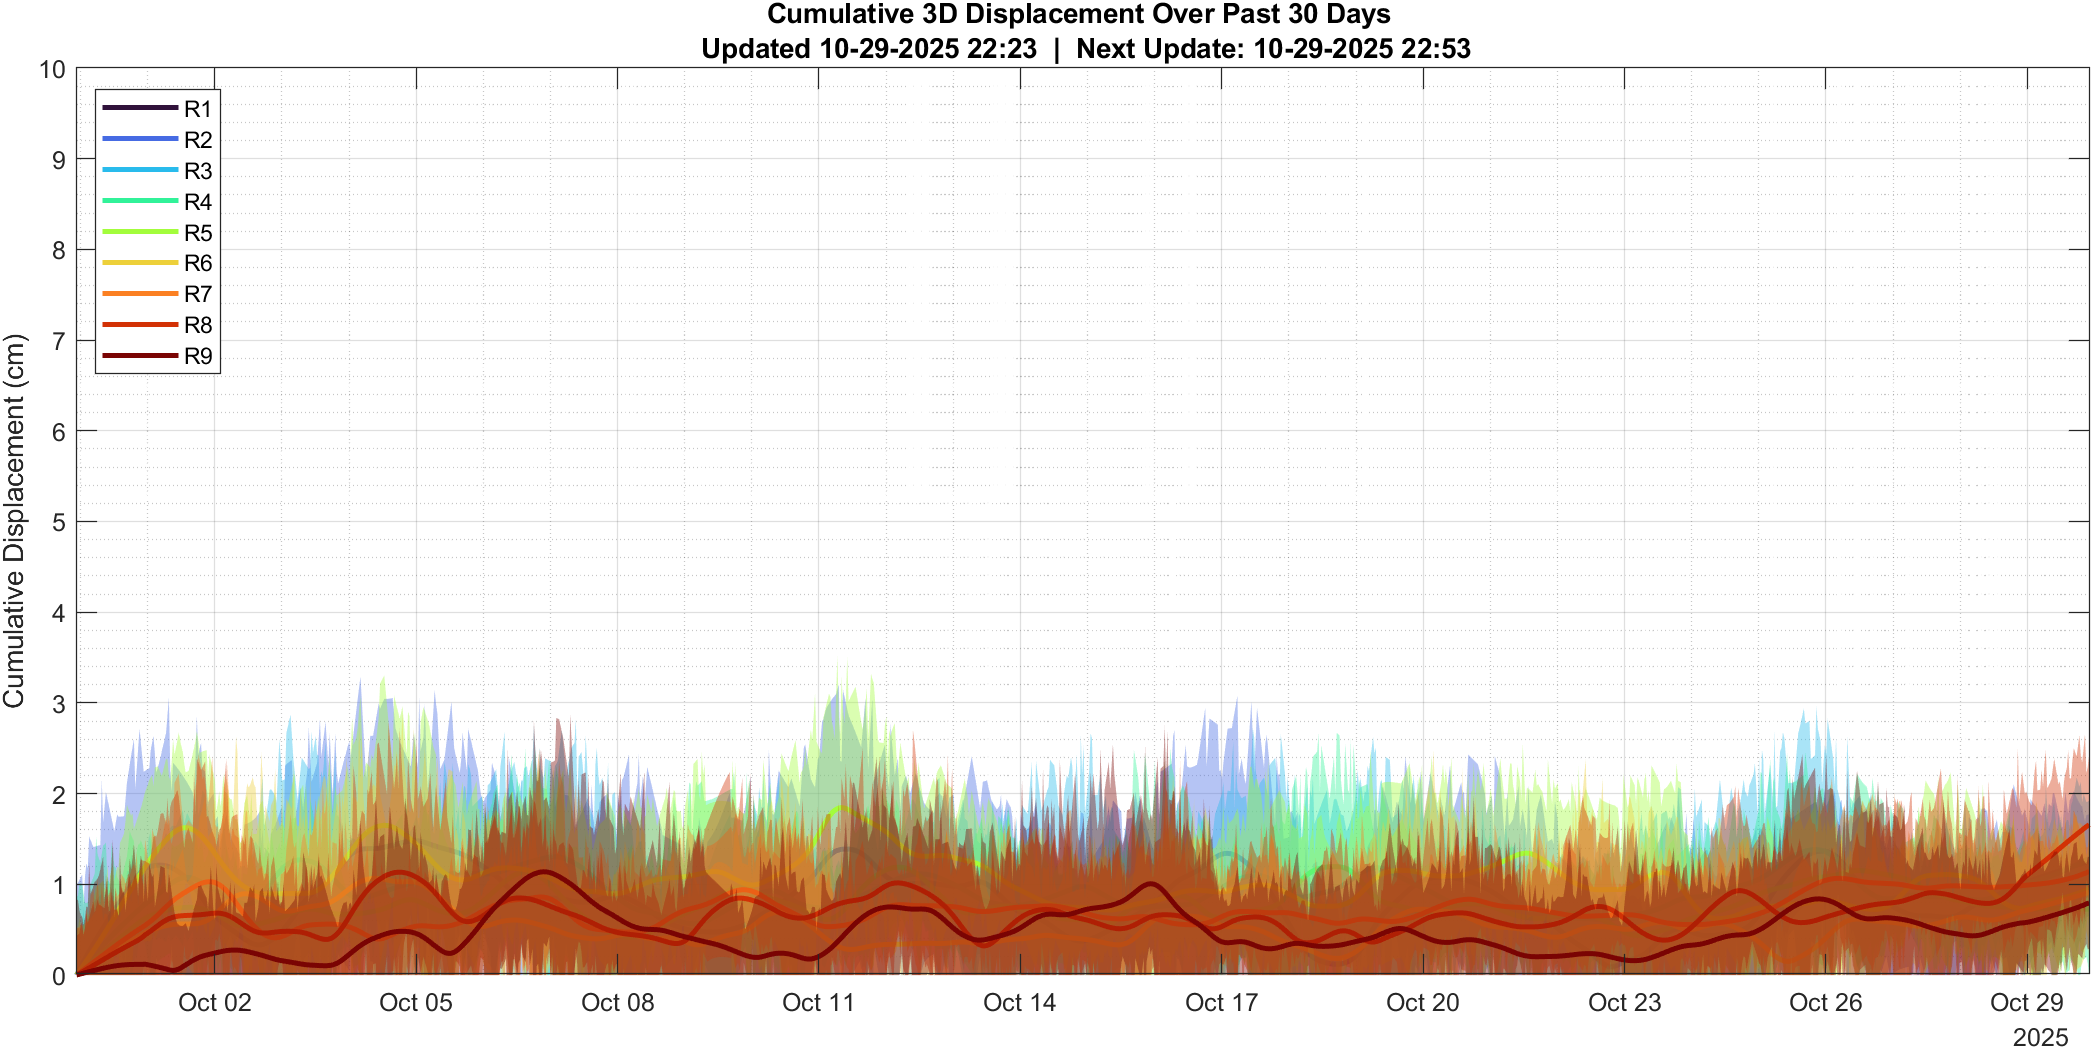 Cumulative 3D Displacement Over Past 30 Days
Updated 10-29-2025 22:23 | Next Update: 10-29-2025 22:53
Cumulative Displacement (cm)
10
9
8
7
6
5
4
3
2
1
0
R1
R2
R3
R4
R5
R6
R7
R8
R9
Oct 02 Oct 05 Oct 08 Oct 11 Oct 14 Oct 17 Oct 20 Oct 23 Oct 26 Oct 29
2025